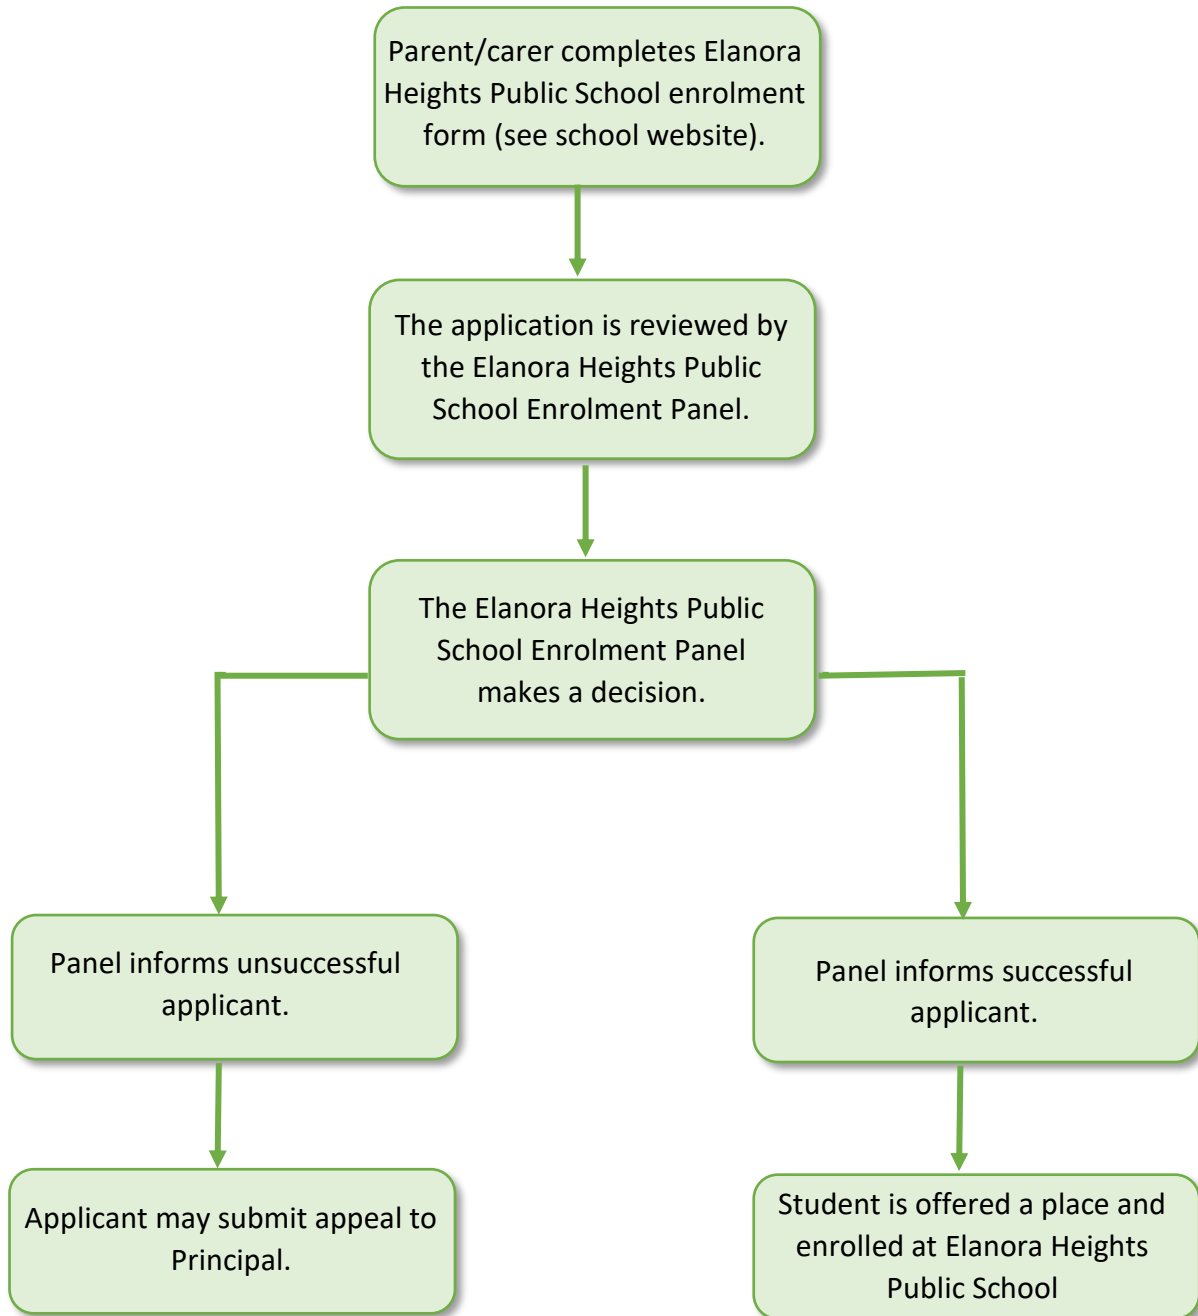 Parent/carer completes Elanora
Heights Public School enrolment
form (see school website).
The application is reviewed by
the Elanora Heights Public
School Enrolment Panel.
The Elanora Heights Public
School Enrolment Panel
makes a decision.
Panel informs unsuccessful
applicant.
Panel informs successful
applicant.
Applicant may submit appeal to
Principal.
Student is offered a place and
enrolled at Elanora Heights
Public School